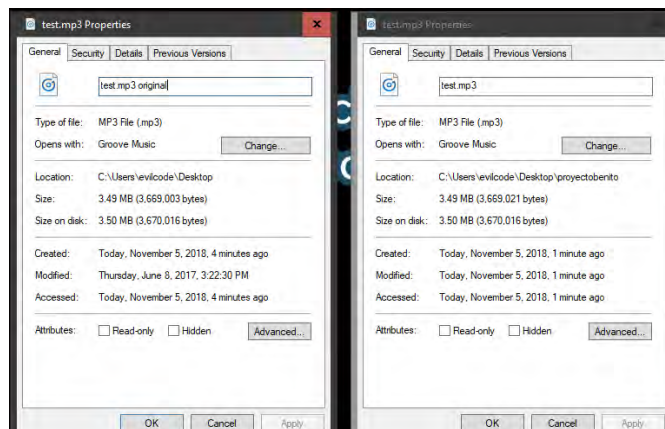 test.mp3 Properties
General Security Details Previous Versions
test.mp3 original
Type of file: MP3 File (.mp3)
Opens with: Groove Music Change...
Location: C:\Users\evilcode\Desktop
Size: 3.49 MB (3,669,003 bytes)
Size on disk: 3.50 MB (3,670,016 bytes)
Created: Today, November 5, 2018, 4 minutes ago
Modified: Thursday, June 8, 2017, 3:22:30 PM
Accessed: Today, November 5, 2018, 4 minutes ago
Attributes: Read-only Hidden Advanced...
OK Cancel Apply
test.mp3 Properties
General Security Details Previous Versions
test.mp3
Type of file: MP3 File (.mp3)
Opens with: Groove Music Change...
Location: C:\Users\evilcode\Desktop\proyectobenito
Size: 3.49 MB (3,669,021 bytes)
Size on disk: 3.50 MB (3,670,016 bytes)
Created: Today, November 5, 2018, 1 minute ago
Modified: Today, November 5, 2018, 1 minute ago
Accessed: Today, November 5, 2018, 1 minute ago
Attributes: Read-only Hidden Advanced...
OK Cancel Apply